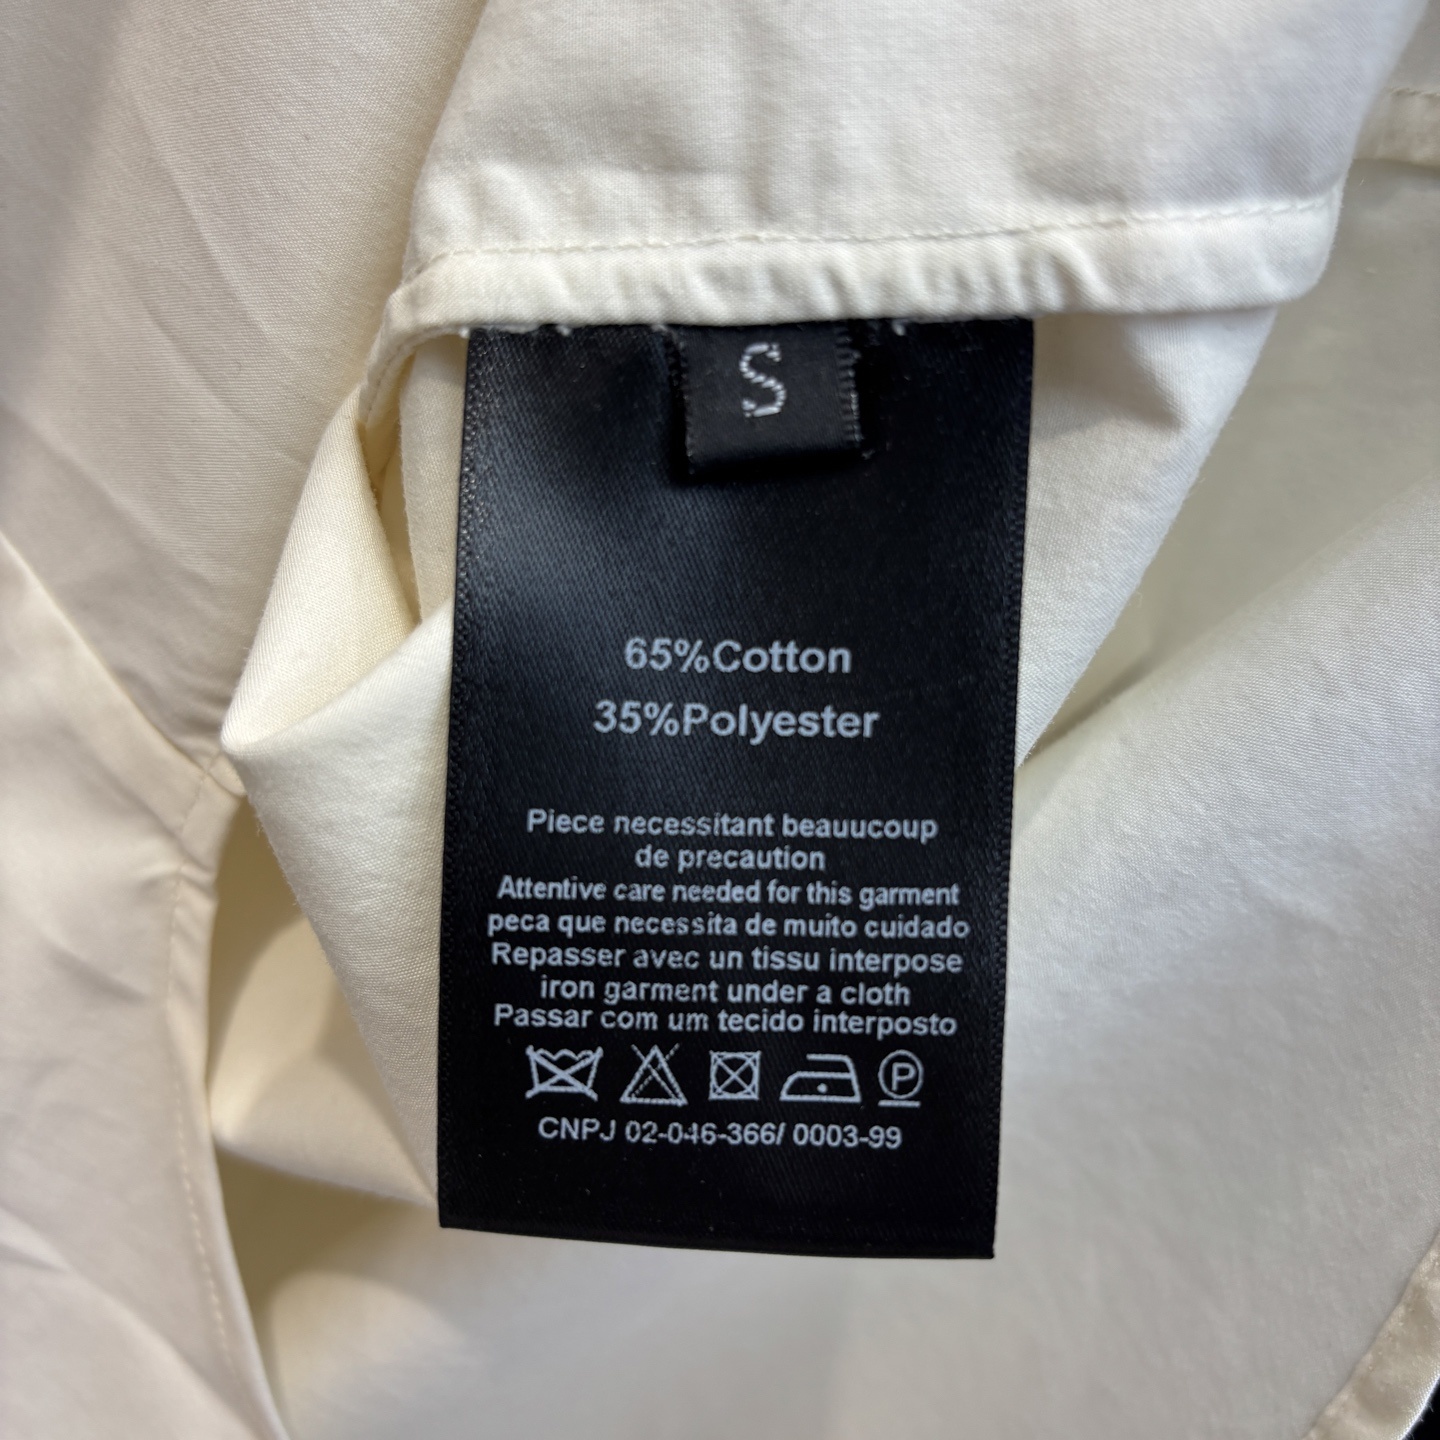 S
65%Cotton
35%Polyester
Piece necessitant beauucoup
de precaution
Attentive care needed for this garment
peca que necessita de muito cuidado
Repasser avec un tissu interpose
iron garment under a cloth
Passar com um tecido interposto
P
CNPJ 02-046-366/ 0003-99